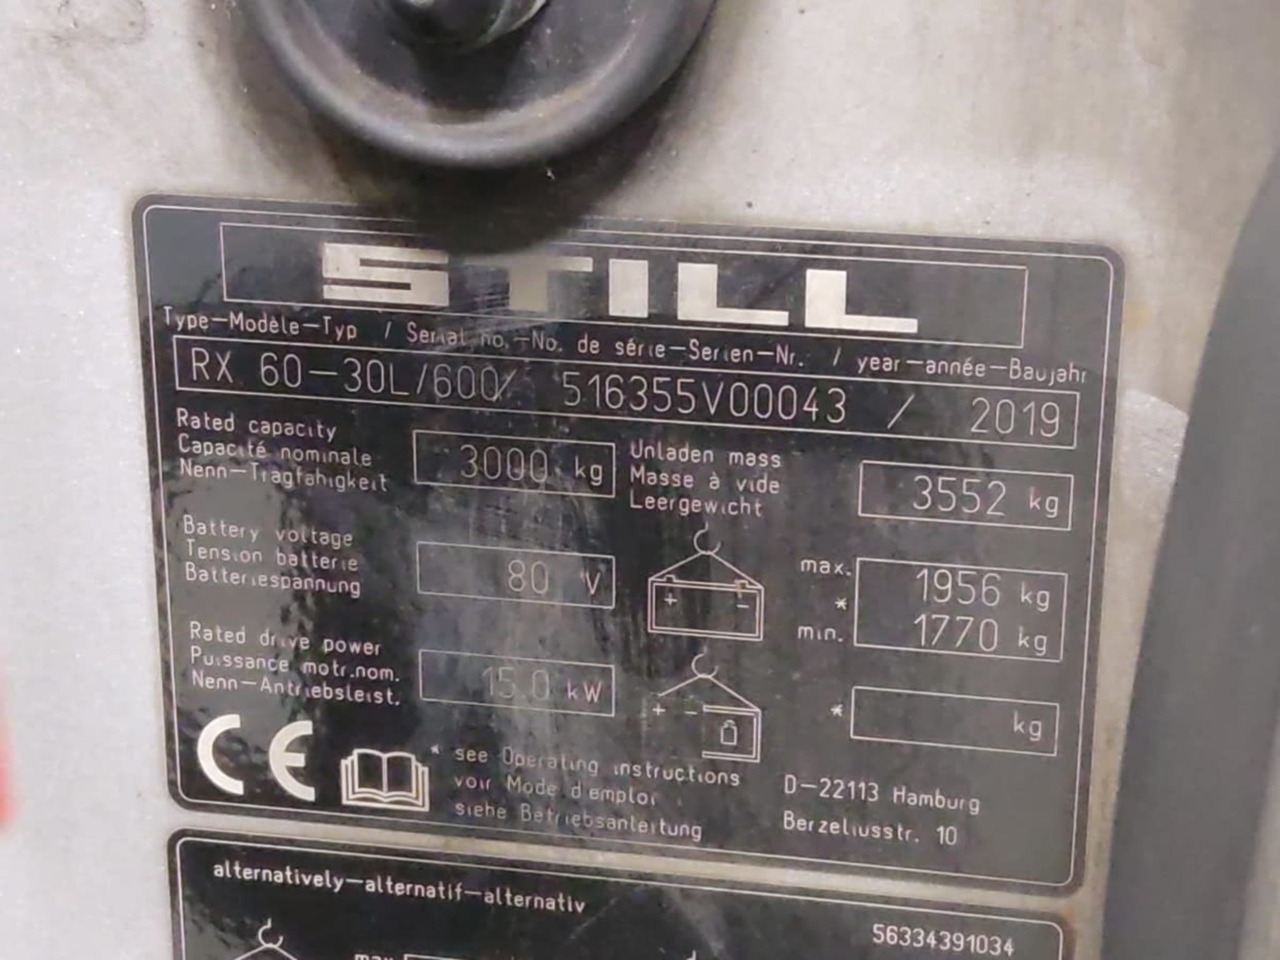 STILL
Type-Modèle-Typ / Serial no.-No. de série-Serien-Nr. / year-année-Baujahr
RX 60-30L/600/ 516355V00043 / 2019
Rated capacity
Capacité nominale
Nenn-Tragfähigkeit
3000 kg
Unladen mass
Masse à vide
Leergewicht
3552 kg
Battery voltage
Tension batterie
Batteriespannung
80 V
+ -
max. 1956 kg
*
min. 1770 kg
Rated drive power
Puissance motr.nom.
Nenn-Antriebsleist.
15.0 kW
+ -
* kg
CE
* see Operating instructions
voir Mode d'emploi
siehe Betriebsanleitung
D-22113 Hamburg
Berzeliusstr. 10
alternatively-alternatif-alternativ
56334391034
max